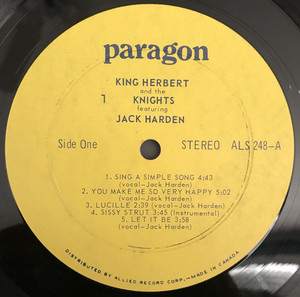 paragon
KING HERBERT
and the
KNIGHTS
featuring
JACK HARDEN
1
Side One
STEREO ALS 248-A
1. SING A SIMPLE SONG 4:43
(vocal-Jack Harden)
2. YOU MAKE ME SO VERY HAPPY 5:02
(vocal-Jack Harden)
3. LUCILLE 2:39 (vocal-Jack Harden)
4. SISSY STRUT 3:45 (Instrumental)
5. LET IT BE 3:58
(vocal-Jack Harden)
DISTRIBUTED BY ALLIED RECORD CORP.-MADE IN CANADA